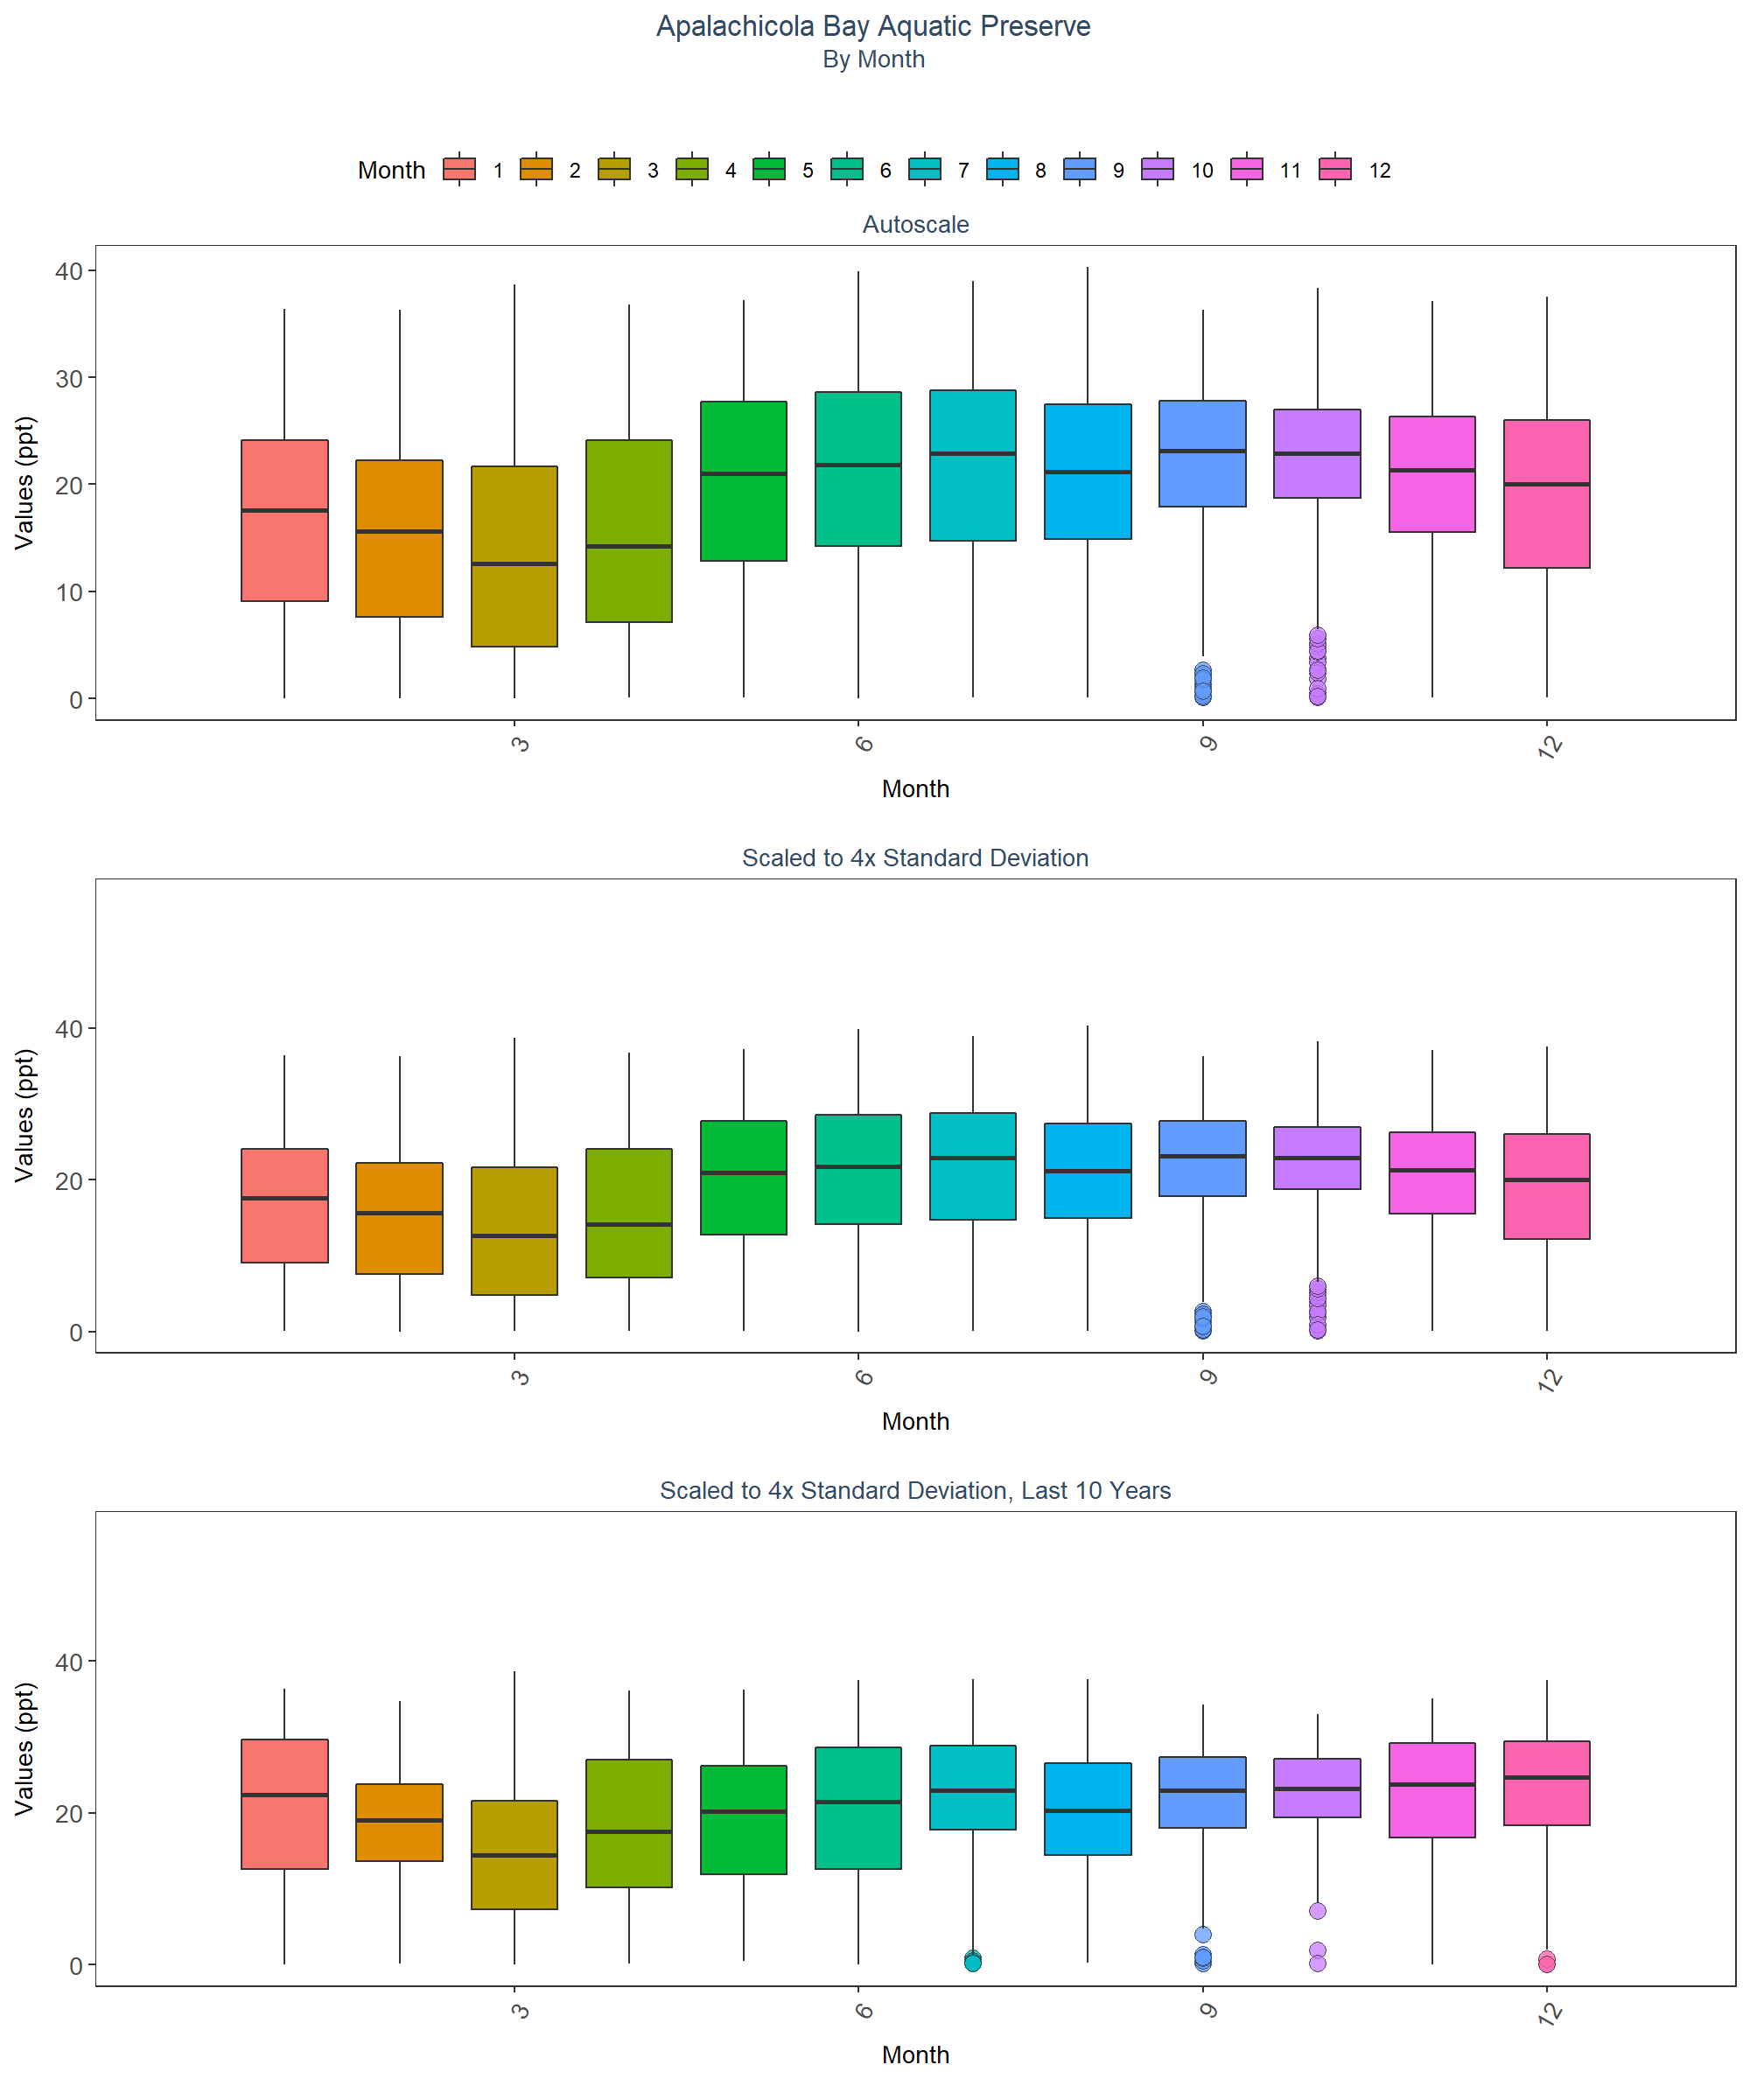 Apalachicola Bay Aquatic Preserve
By Month
Month 1 2 3 4 5 6 7 8 9 10 11 12
Autoscale
Values (ppt)
40
30
20
10
0
3 6 9 12
Month
Scaled to 4x Standard Deviation
Values (ppt)
40
20
0
3 6 9 12
Month
Scaled to 4x Standard Deviation, Last 10 Years
Values (ppt)
40
20
0
3 6 9 12
Month